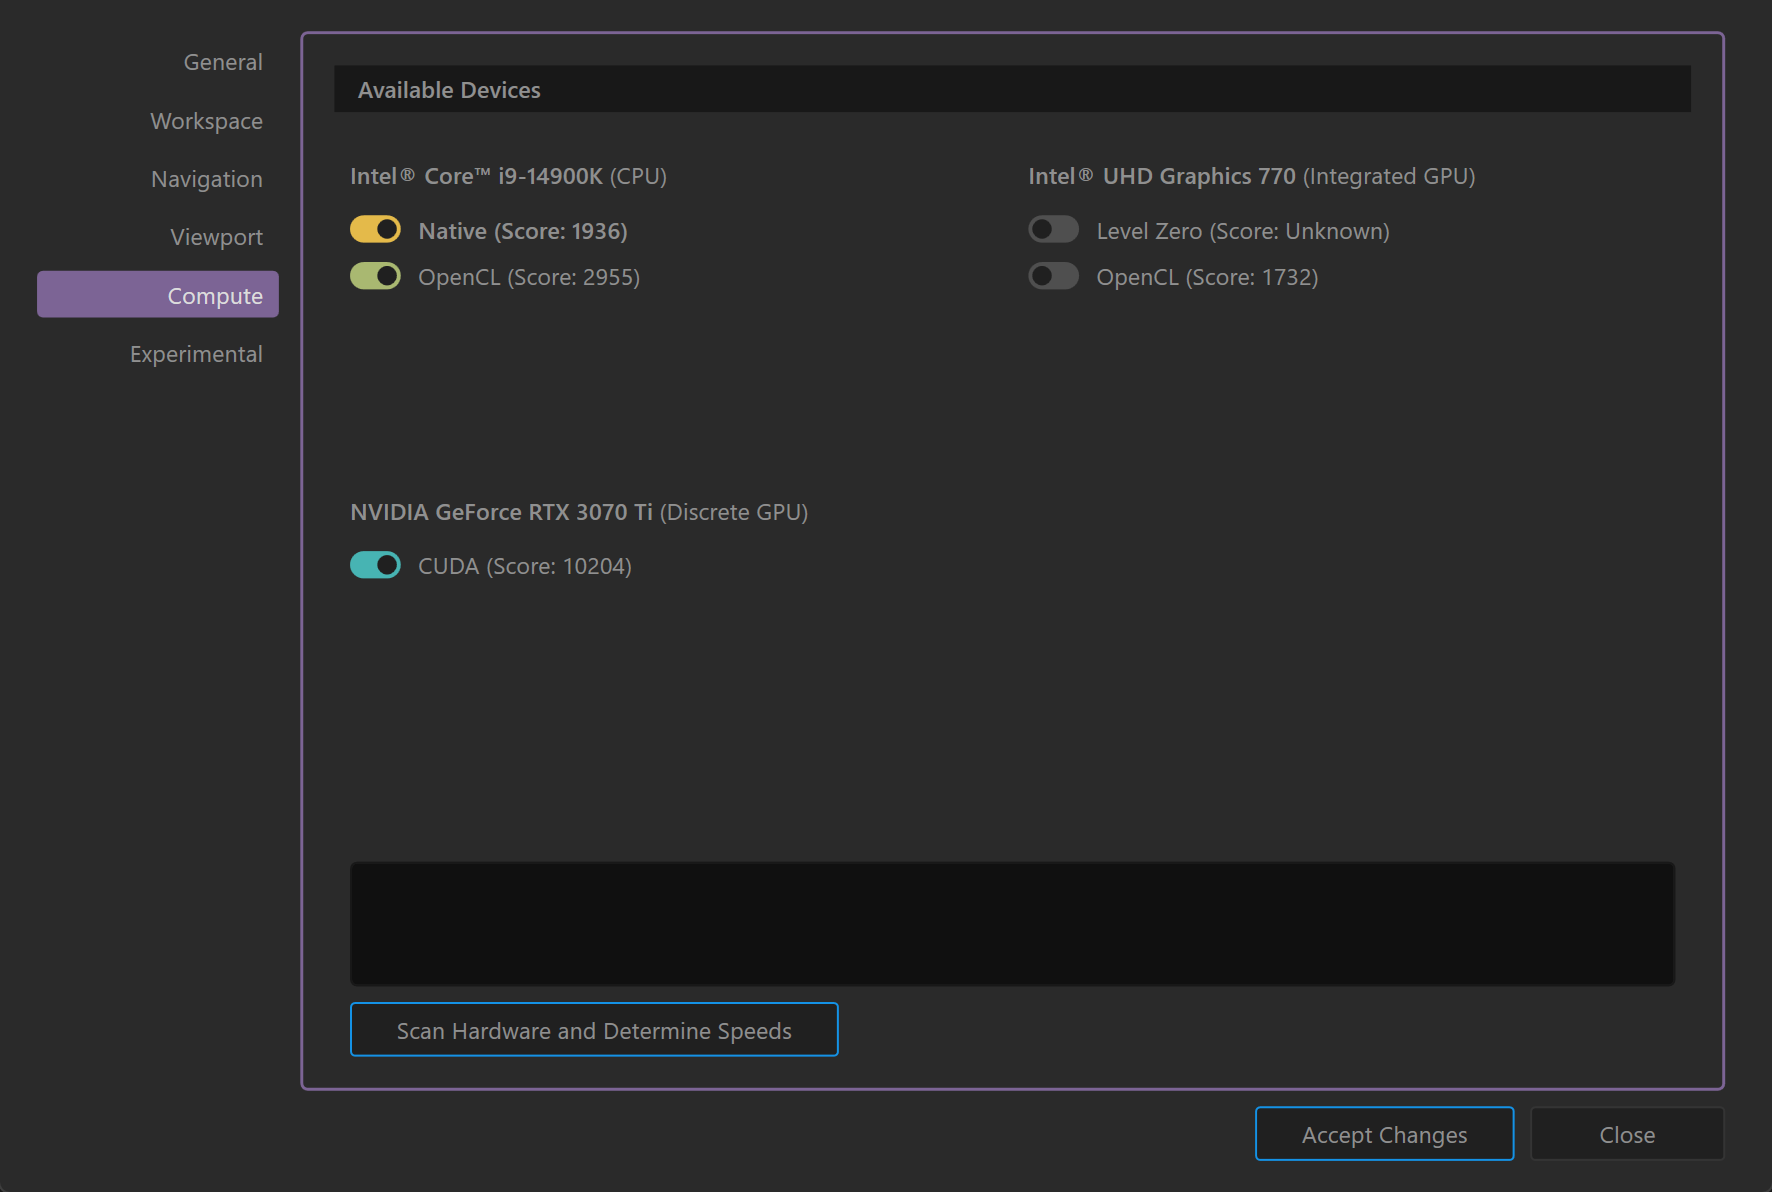 General
Workspace
Navigation
Viewport
Compute
Experimental
Available Devices
Intel® Core™ i9-14900K (CPU)
Native (Score: 1936)
OpenCL (Score: 2955)
Intel® UHD Graphics 770 (Integrated GPU)
Level Zero (Score: Unknown)
OpenCL (Score: 1732)
NVIDIA GeForce RTX 3070 Ti (Discrete GPU)
CUDA (Score: 10204)
Scan Hardware and Determine Speeds
Accept Changes
Close